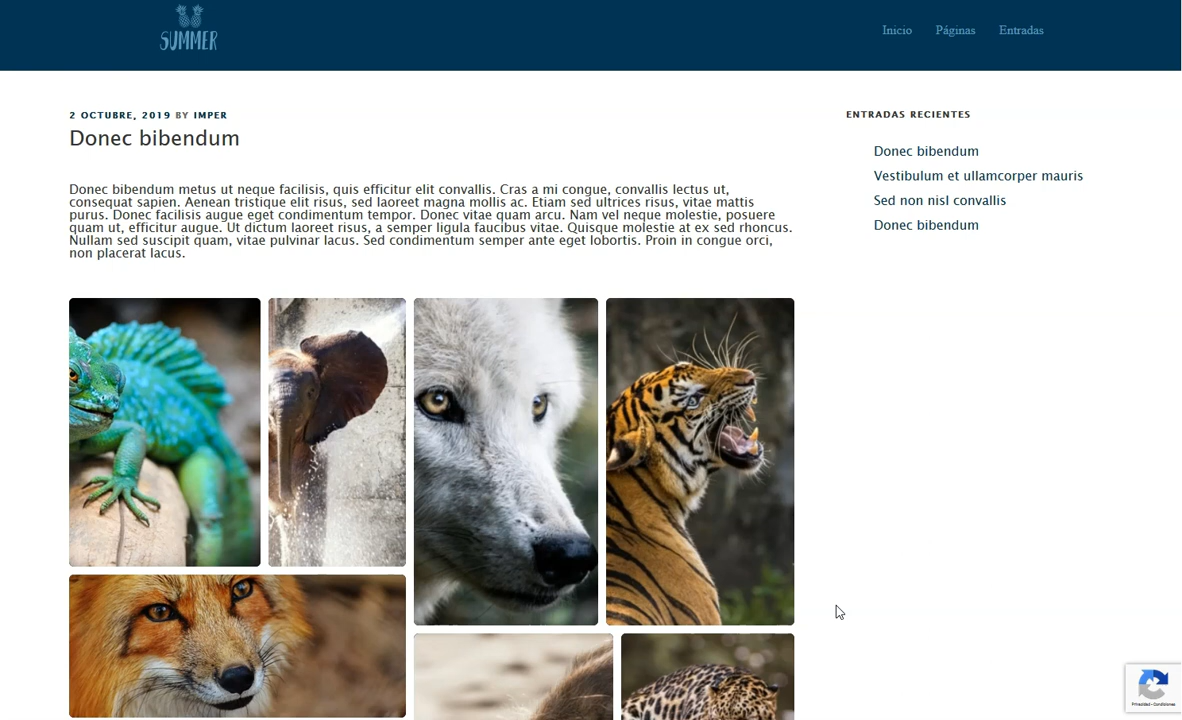 SUMMER
Inicio Páginas Entradas
2 OCTUBRE, 2019 BY IMPER
Donec bibendum
Donec bibendum metus ut neque facilisis, quis efficitur elit convallis. Cras a mi congue, convallis lectus ut,
consequat sapien. Aenean tristique elit risus, sed laoreet magna mollis ac. Etiam sed ultrices risus, vitae mattis
purus. Donec facilisis augue eget condimentum tempor. Donec vitae quam arcu. Nam vel neque molestie, posuere
quam ut, efficitur augue. Ut dictum laoreet risus, a semper ligula faucibus vitae. Quisque molestie at ex sed rhoncus.
Nullam sed suscipit quam, vitae pulvinar lacus. Sed condimentum semper ante eget lobortis. Proin in congue orci,
non placerat lacus.
ENTRADAS RECIENTES
Donec bibendum
Vestibulum et ullamcorper mauris
Sed non nisl convallis
Donec bibendum
Privacidad - Condiciones